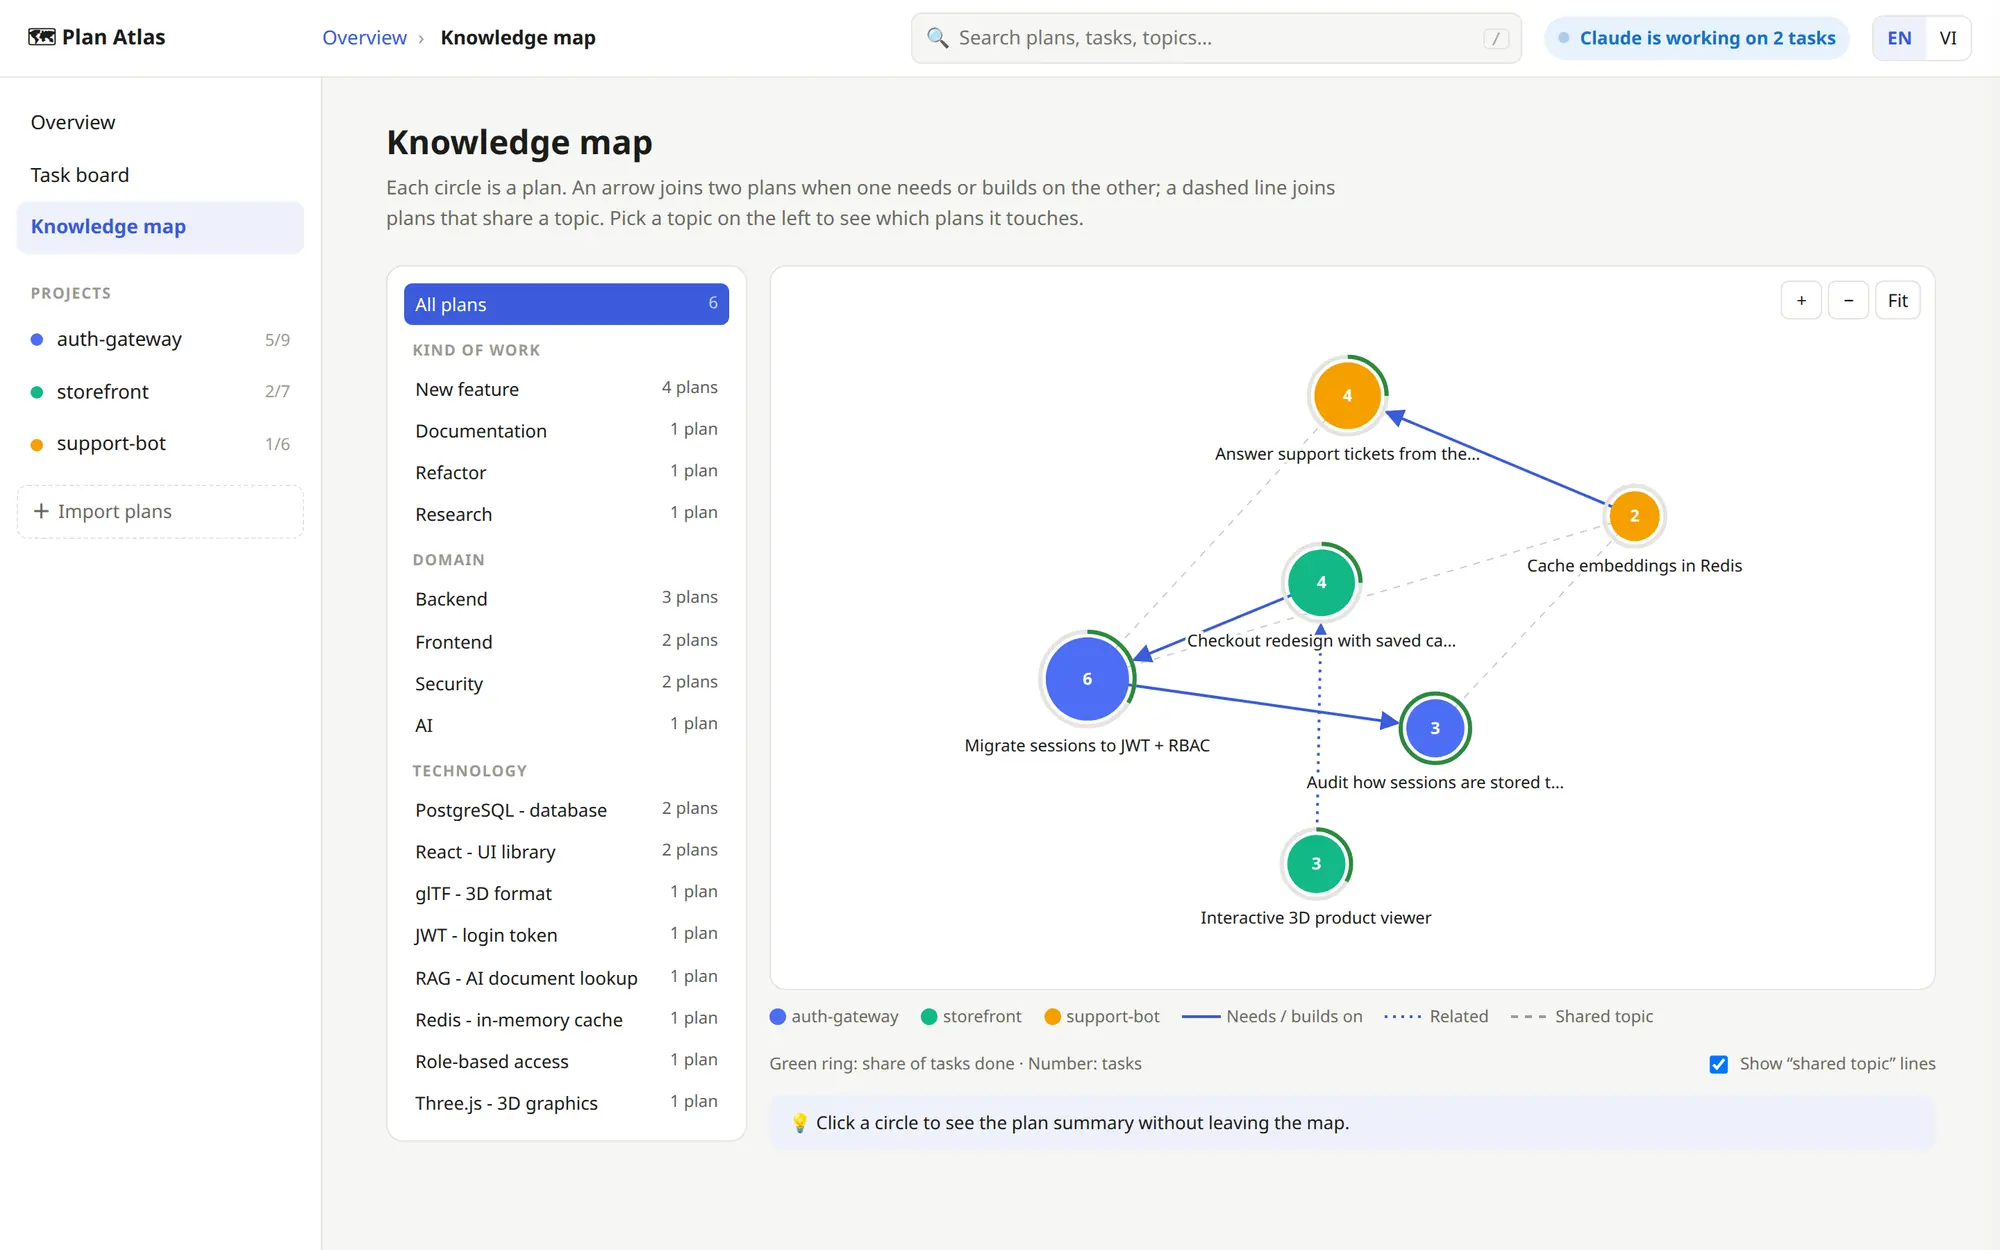 Plan Atlas
Overview › Knowledge map
Search plans, tasks, topics...
/
Claude is working on 2 tasks
EN VI
Overview
Task board
Knowledge map
PROJECTS
auth-gateway 5/9
storefront 2/7
support-bot 1/6
+ Import plans
Knowledge map
Each circle is a plan. An arrow joins two plans when one needs or builds on the other; a dashed line joins
plans that share a topic. Pick a topic on the left to see which plans it touches.
All plans 6
KIND OF WORK
New feature 4 plans
Documentation 1 plan
Refactor 1 plan
Research 1 plan
DOMAIN
Backend 3 plans
Frontend 2 plans
Security 2 plans
AI 1 plan
TECHNOLOGY
PostgreSQL - database 2 plans
React - UI library 2 plans
glTF - 3D format 1 plan
JWT - login token 1 plan
RAG - AI document lookup 1 plan
Redis - in-memory cache 1 plan
Role-based access 1 plan
Three.js - 3D graphics 1 plan
+ − Fit
4
Answer support tickets from the...
2
Cache embeddings in Redis
4
Checkout redesign with saved ca...
6
Migrate sessions to JWT + RBAC
3
Audit how sessions are stored t...
3
Interactive 3D product viewer
auth-gateway storefront support-bot Needs / builds on Related Shared topic
Green ring: share of tasks done · Number: tasks
Show “shared topic” lines
Click a circle to see the plan summary without leaving the map.